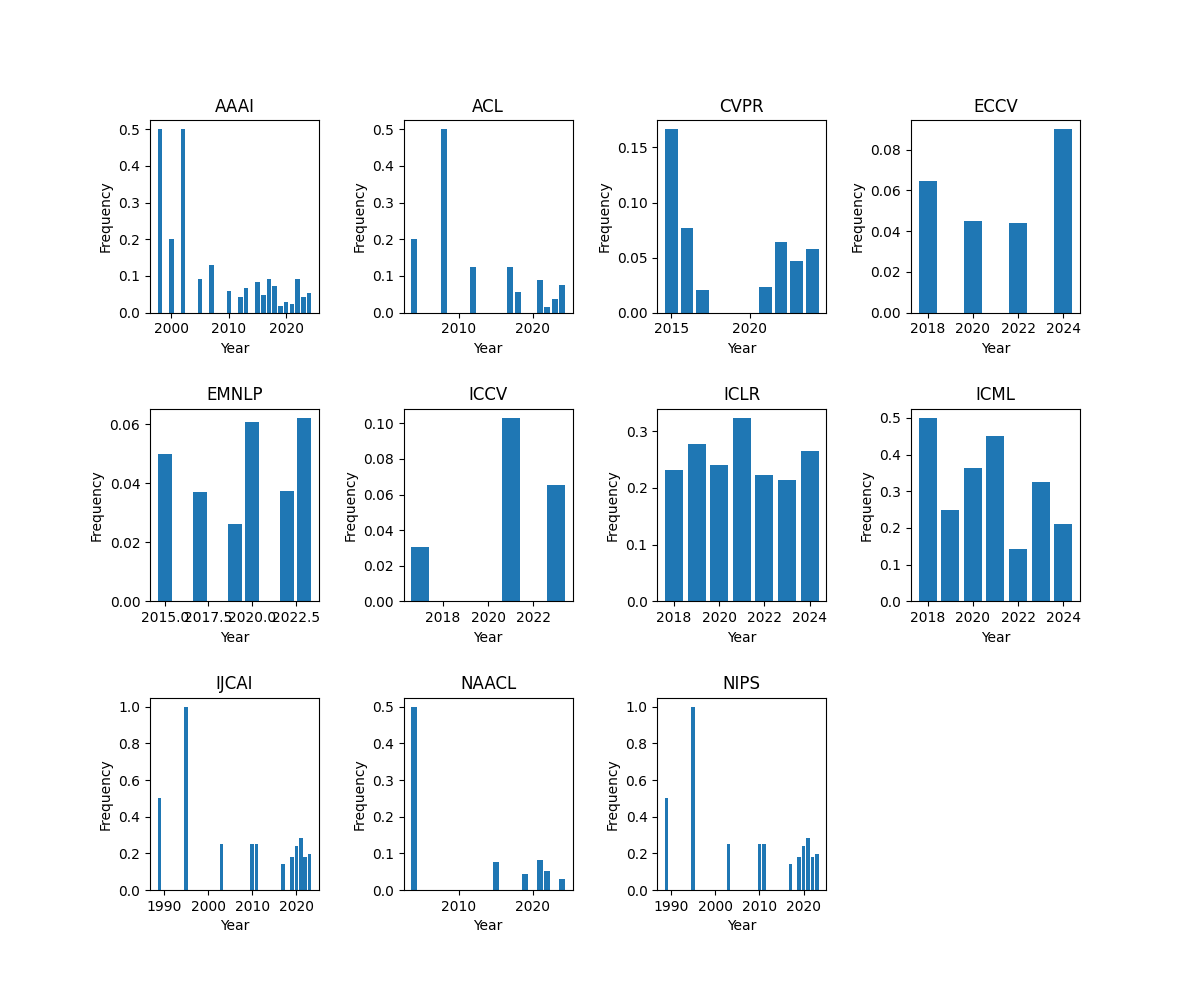 AAAI
0.5
0.4
0.3
0.2
0.1
0.0
Frequency
2000 2010 2020
Year
ACL
0.5
0.4
0.3
0.2
0.1
0.0
Frequency
2010 2020
Year
CVPR
0.15
0.10
0.05
0.00
Frequency
2015 2020
Year
ECCV
0.08
0.06
0.04
0.02
0.00
Frequency
2018 2020 2022 2024
Year
EMNLP
0.06
0.04
0.02
0.00
Frequency
2015.0 2017.5 2020.0 2022.5
Year
ICCV
0.10
0.08
0.06
0.04
0.02
0.00
Frequency
2018 2020 2022
Year
ICLR
0.3
0.2
0.1
0.0
Frequency
2018 2020 2022 2024
Year
ICML
0.5
0.4
0.3
0.2
0.1
0.0
Frequency
2018 2020 2022 2024
Year
IJCAI
1.0
0.8
0.6
0.4
0.2
0.0
Frequency
1990 2000 2010 2020
Year
NAACL
0.5
0.4
0.3
0.2
0.1
0.0
Frequency
2010 2020
Year
NIPS
1.0
0.8
0.6
0.4
0.2
0.0
Frequency
1990 2000 2010 2020
Year